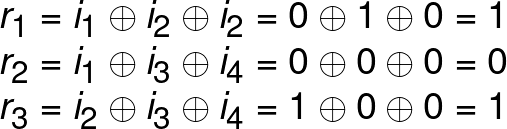 r₁ = i₁ ⊕ i₂ ⊕ i₂ = 0 ⊕ 1 ⊕ 0 = 1
r₂ = i₁ ⊕ i₃ ⊕ i₄ = 0 ⊕ 0 ⊕ 0 = 0
r₃ = i₂ ⊕ i₃ ⊕ i₄ = 1 ⊕ 0 ⊕ 0 = 1